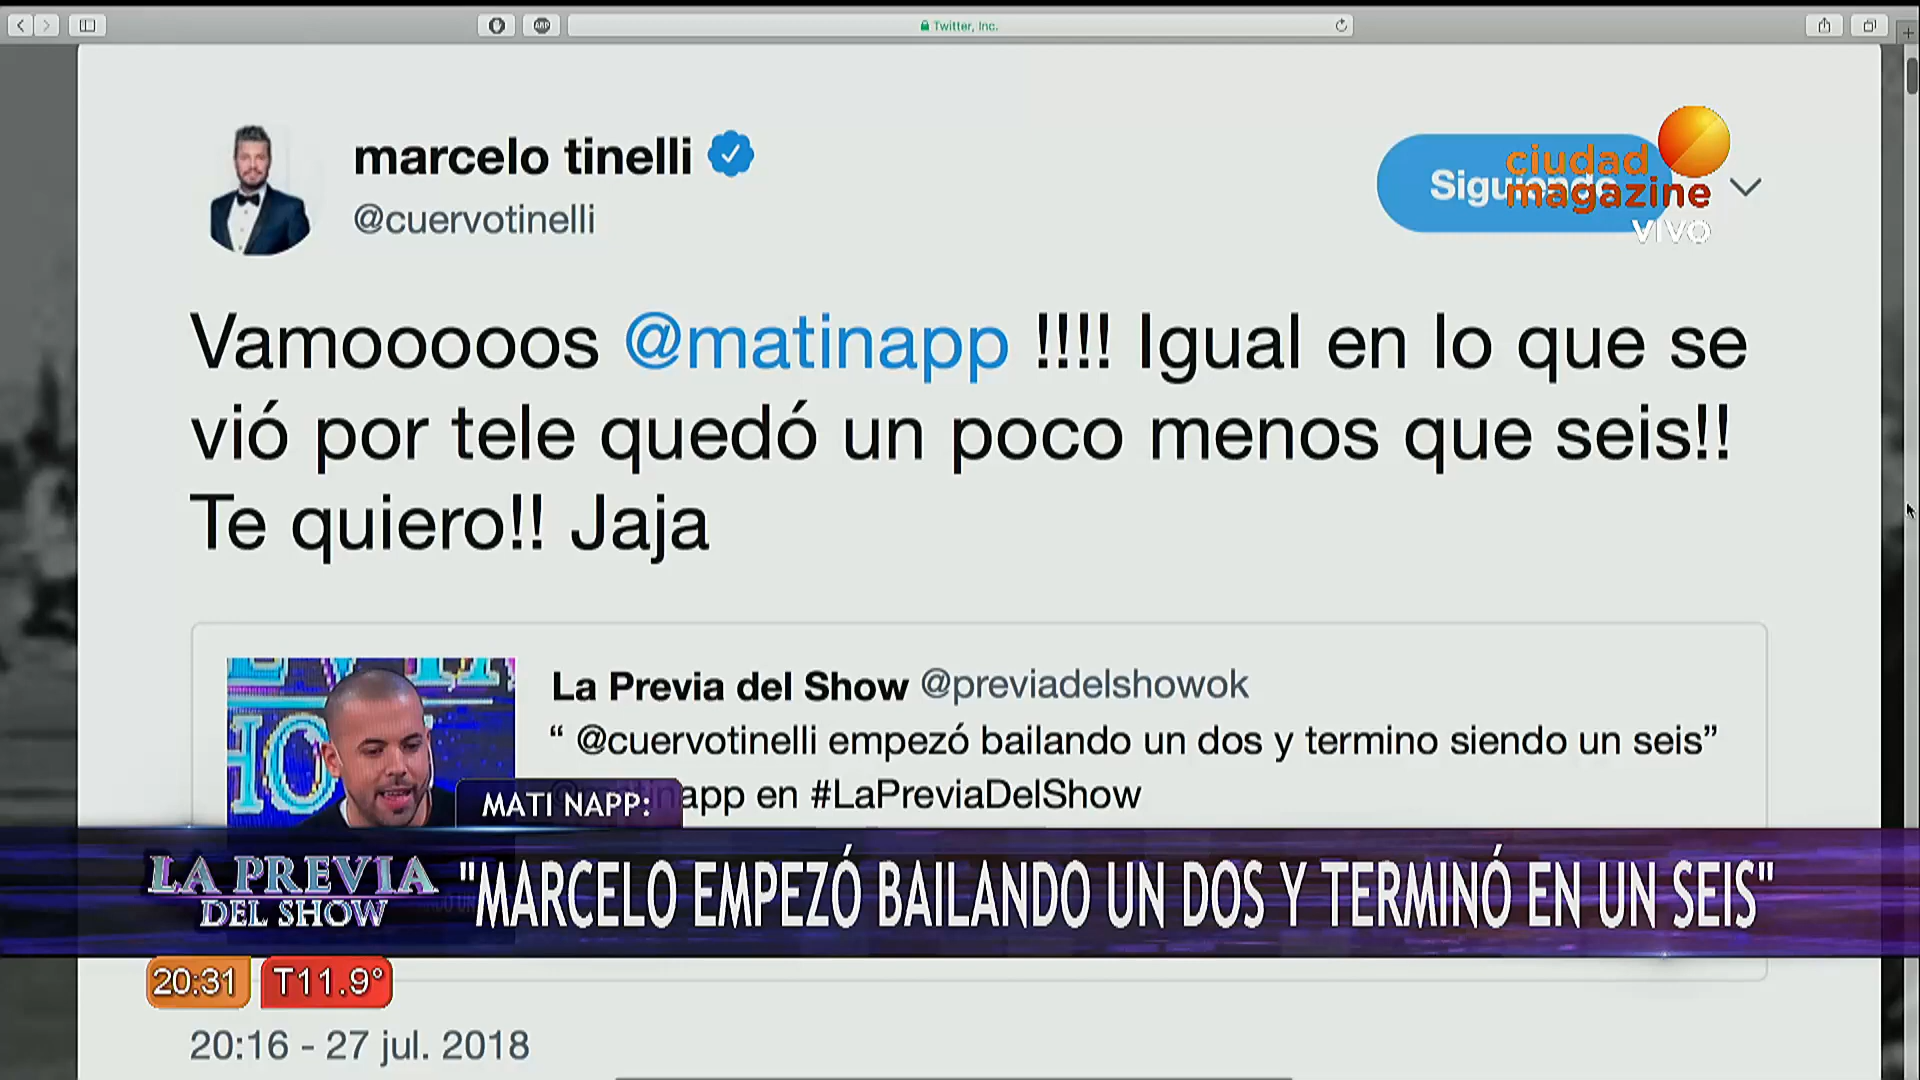 Twitter, Inc.
marcelo tinelli
@cuervotinelli
ciudad
magazine
VIVO
Vamooooos @matinapp !!!! Igual en lo que se
vió por tele quedó un poco menos que seis!!
Te quiero!! Jaja
La Previa del Show @previadelshowok
“ @cuervotinelli empezó bailando un dos y termino siendo un seis”
app en #LaPreviaDelShow
MATI NAPP:
LA PREVIA
DEL SHOW
"MARCELO EMPEZÓ BAILANDO UN DOS Y TERMINÓ EN UN SEIS"
20:31 T11.9°
20:16 - 27 jul. 2018